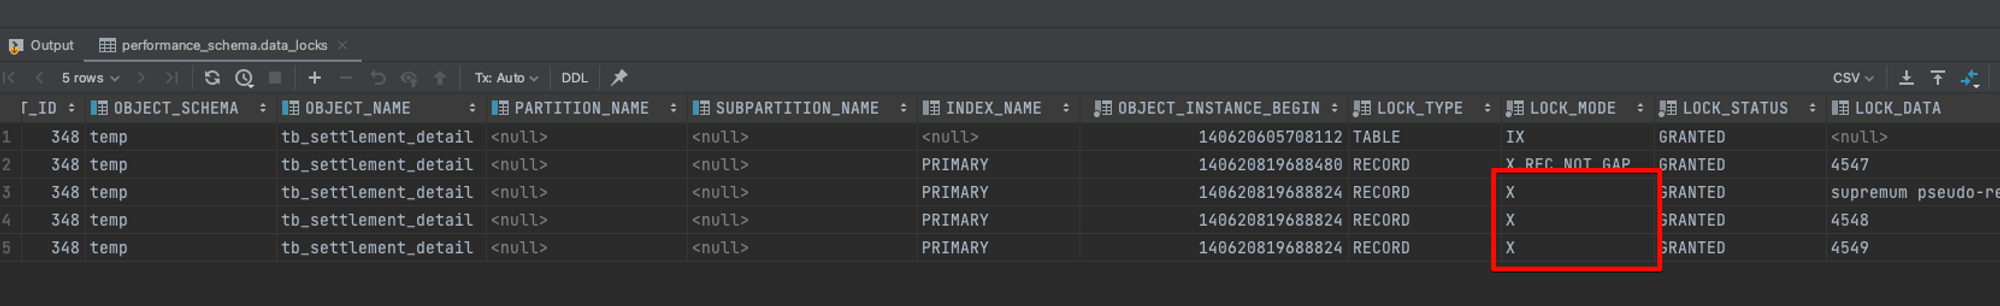 Output performance_schema.data_locks
5 rows Tx: Auto DDL CSV
T_ID OBJECT_SCHEMA OBJECT_NAME PARTITION_NAME SUBPARTITION_NAME INDEX_NAME OBJECT_INSTANCE_BEGIN LOCK_TYPE LOCK_MODE LOCK_STATUS LOCK_DATA
1 348 temp tb_settlement_detail <null> <null> <null> 140620605708112 TABLE IX GRANTED <null>
2 348 temp tb_settlement_detail <null> <null> PRIMARY 140620819688480 RECORD X,REC_NOT_GAP GRANTED 4547
3 348 temp tb_settlement_detail <null> <null> PRIMARY 140620819688824 RECORD X GRANTED supremum pseudo-re
4 348 temp tb_settlement_detail <null> <null> PRIMARY 140620819688824 RECORD X GRANTED 4548
5 348 temp tb_settlement_detail <null> <null> PRIMARY 140620819688824 RECORD X GRANTED 4549